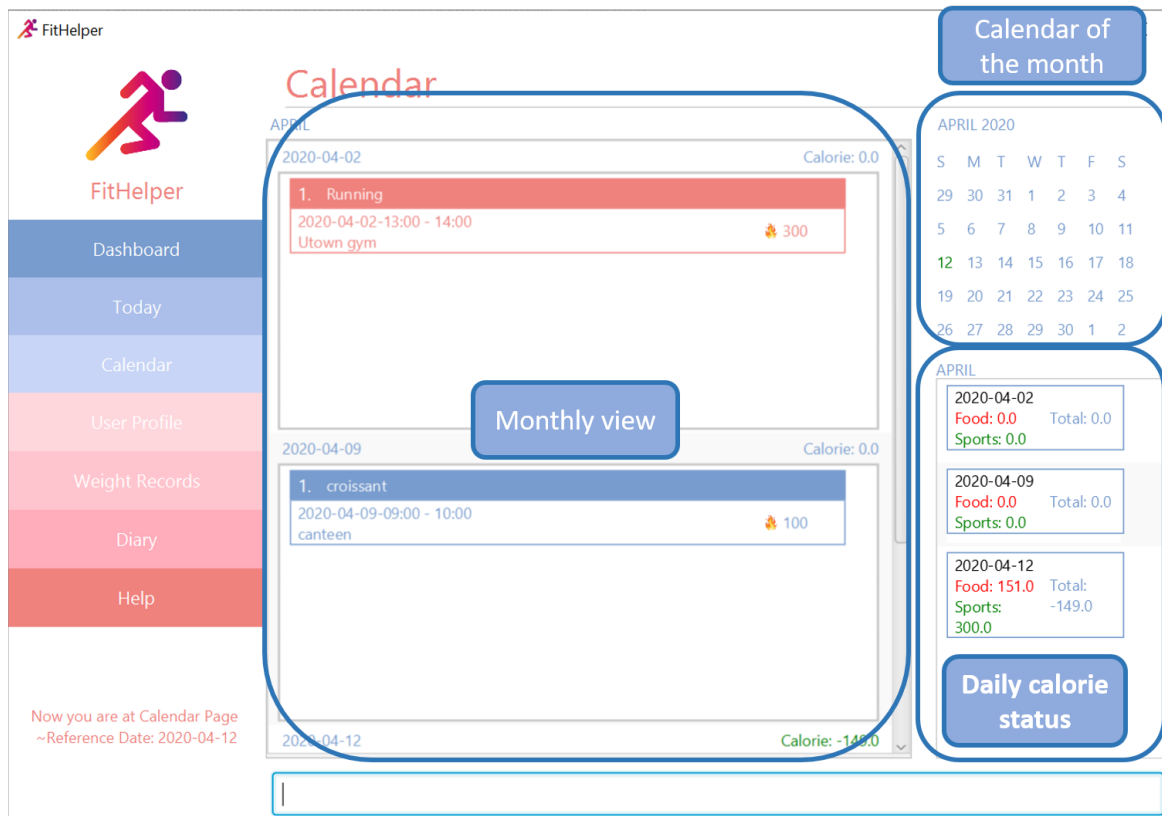 FitHelper
Calendar of
the month
FitHelper
Dashboard
Today
Calendar
User Profile
Weight Records
Diary
Help
Now you are at Calendar Page
~Reference Date: 2020-04-12
Calendar
APRIL
2020-04-02 Calorie: 0.0
1. Running
2020-04-02-13:00 - 14:00
Utown gym
300
Monthly view
2020-04-09 Calorie: 0.0
1. croissant
2020-04-09-09:00 - 10:00
canteen
100
2020-04-12 Calorie: -149.0
APRIL 2020
S M T W T F S
29 30 31 1 2 3 4
5 6 7 8 9 10 11
12 13 14 15 16 17 18
19 20 21 22 23 24 25
26 27 28 29 30 1 2
APRIL
2020-04-02
Food: 0.0 Total: 0.0
Sports: 0.0
2020-04-09
Food: 0.0 Total: 0.0
Sports: 0.0
2020-04-12
Food: 151.0 Total:
Sports: -149.0
300.0
Daily calorie
status